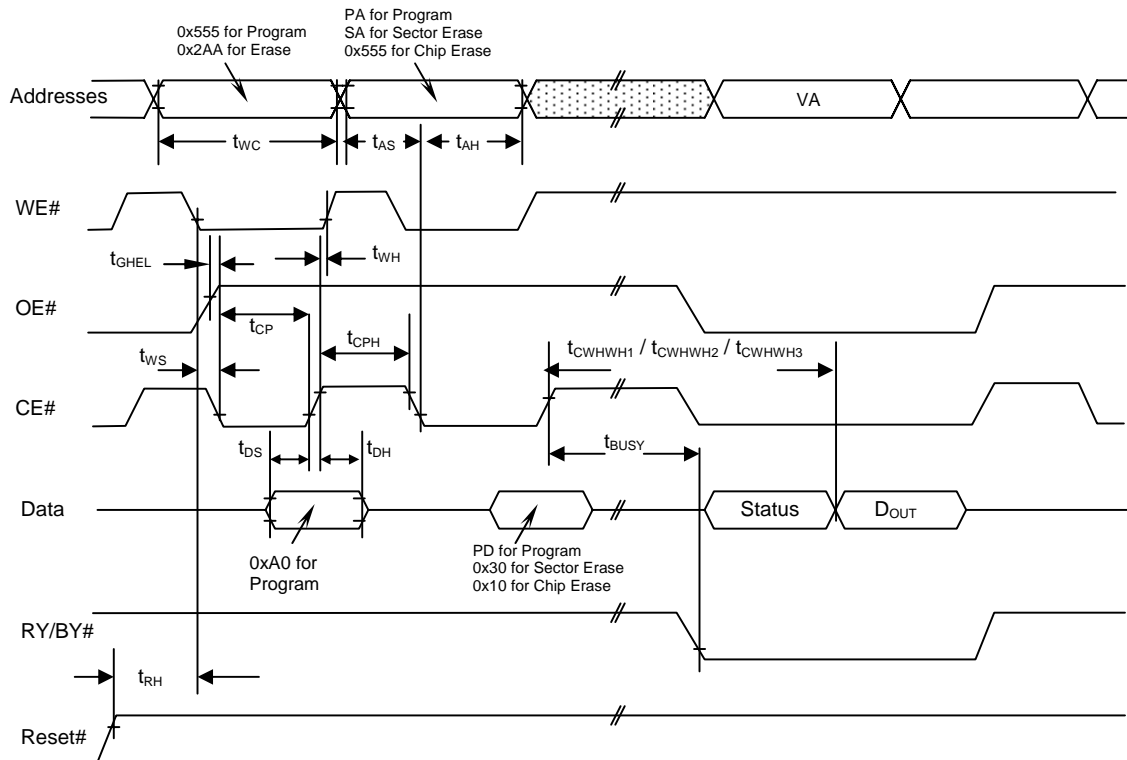 0x555 for Program
0x2AA for Erase
PA for Program
SA for Sector Erase
0x555 for Chip Erase
Addresses
VA
tWC
tAS
tAH
WE#
tGHEL
tWH
OE#
tCP
tWS
tCPH
tCWHWH1 / tCWHWH2 / tCWHWH3
CE#
tDS
tDH
tBUSY
Data
Status
DOUT
0xA0 for
Program
PD for Program
0x30 for Sector Erase
0x10 for Chip Erase
RY/BY#
tRH
Reset#